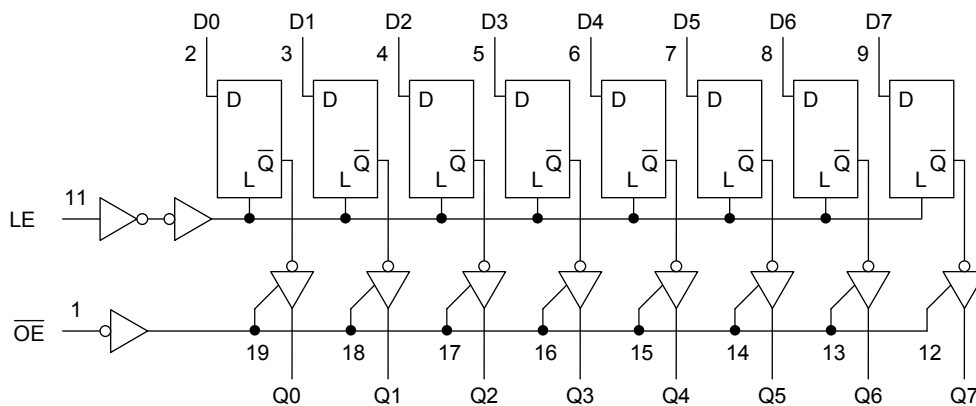 D0 D1 D2 D3 D4 D5 D6 D7
2 3 4 5 6 7 8 9
D D D D D D D D
Q̅ Q̅ Q̅ Q̅ Q̅ Q̅ Q̅ Q̅
L L L L L L L L
11
LE
1
O̅E̅
19 18 17 16 15 14 13 12
Q0 Q1 Q2 Q3 Q4 Q5 Q6 Q7